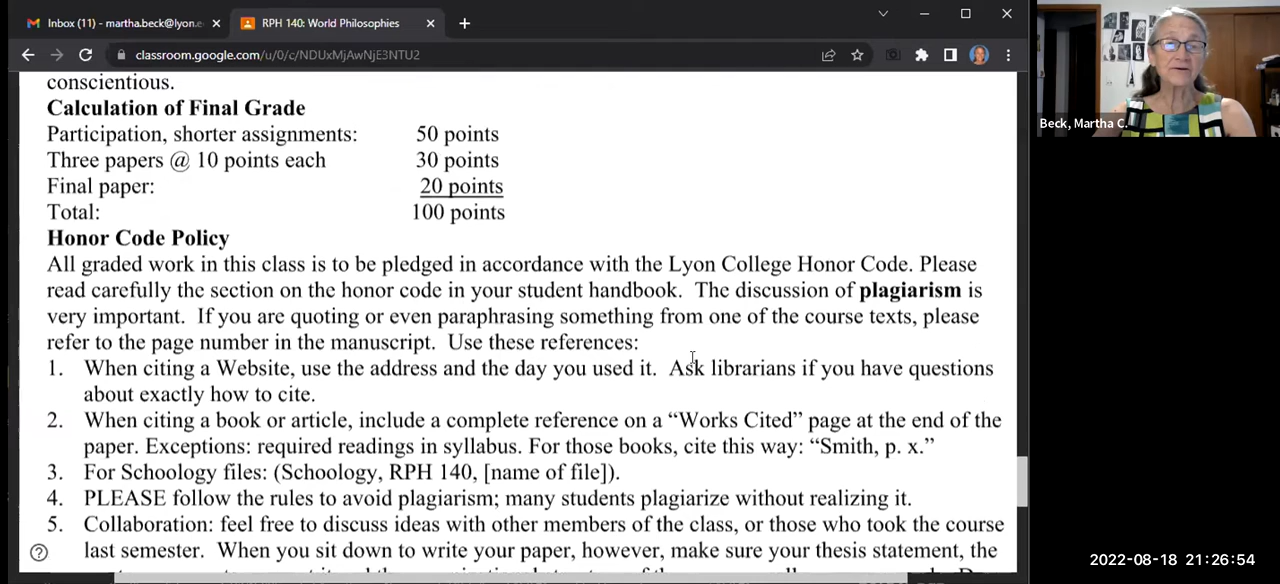 Inbox (11) - martha.beck@lyon.e
RPH 140: World Philosophies
classroom.google.com/u/0/c/NDUxMjAwNjE3NTU2
conscientious.
Calculation of Final Grade
Participation, shorter assignments: 50 points
Three papers @ 10 points each 30 points
Final paper: 20 points
Total: 100 points
Honor Code Policy
All graded work in this class is to be pledged in accordance with the Lyon College Honor Code. Please
read carefully the section on the honor code in your student handbook. The discussion of plagiarism is
very important. If you are quoting or even paraphrasing something from one of the course texts, please
refer to the page number in the manuscript. Use these references:
1. When citing a Website, use the address and the day you used it. Ask librarians if you have questions
about exactly how to cite.
2. When citing a book or article, include a complete reference on a “Works Cited” page at the end of the
paper. Exceptions: required readings in syllabus. For those books, cite this way: “Smith, p. x.”
3. For Schoology files: (Schoology, RPH 140, [name of file]).
4. PLEASE follow the rules to avoid plagiarism; many students plagiarize without realizing it.
5. Collaboration: feel free to discuss ideas with other members of the class, or those who took the course
last semester. When you sit down to write your paper, however, make sure your thesis statement, the
Beck, Martha C.
2022-08-18 21:26:54